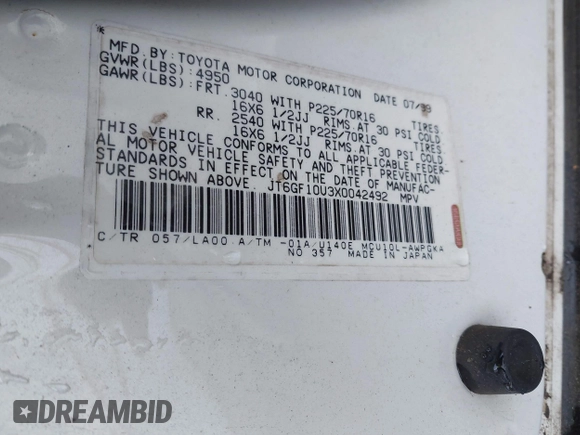 MFD.BY:TOYOTA MOTOR CORPORATION DATE 07/99
GVWR(LBS):4950
GAWR(LBS):FRT.3040 WITH P225/70R16 TIRES.
16X6 1/2JJ RIMS.AT 30 PSI COLD
RR. 2540 WITH P225/70R16 TIRES.
16X6 1/2JJ RIMS.AT 30 PSI COLD
THIS VEHICLE CONFORMS TO ALL APPLICABLE FEDER-
AL MOTOR VEHICLE SAFETY AND THEFT PREVENTION
STANDARDS IN EFFECT ON THE DATE OF MANUFAC-
TURE SHOWN ABOVE. JT6GF10U3X0042492 MPV
C/TR 057/LA00 A/TM -01A/U140E MCU10L-AWPGKA
NO 357 MADE IN JAPAN
DREAMBID